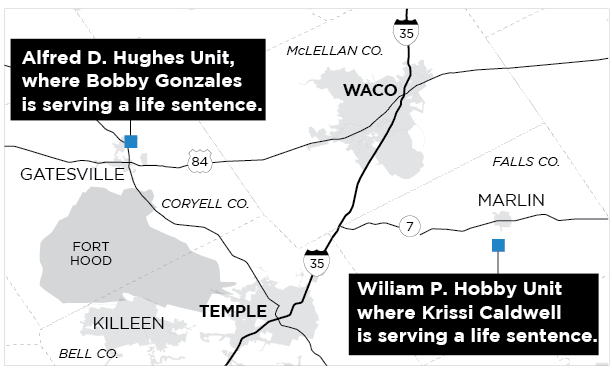 35
McLELLAN CO.
Alfred D. Hughes Unit,
where Bobby Gonzales
is serving a life sentence.
WACO
84
FALLS CO.
GATESVILLE
CORYELL CO.
MARLIN
7
FORT
HOOD
35
Wiliam P. Hobby Unit
where Krissi Caldwell
is serving a life sentence.
TEMPLE
KILLEEN
BELL CO.